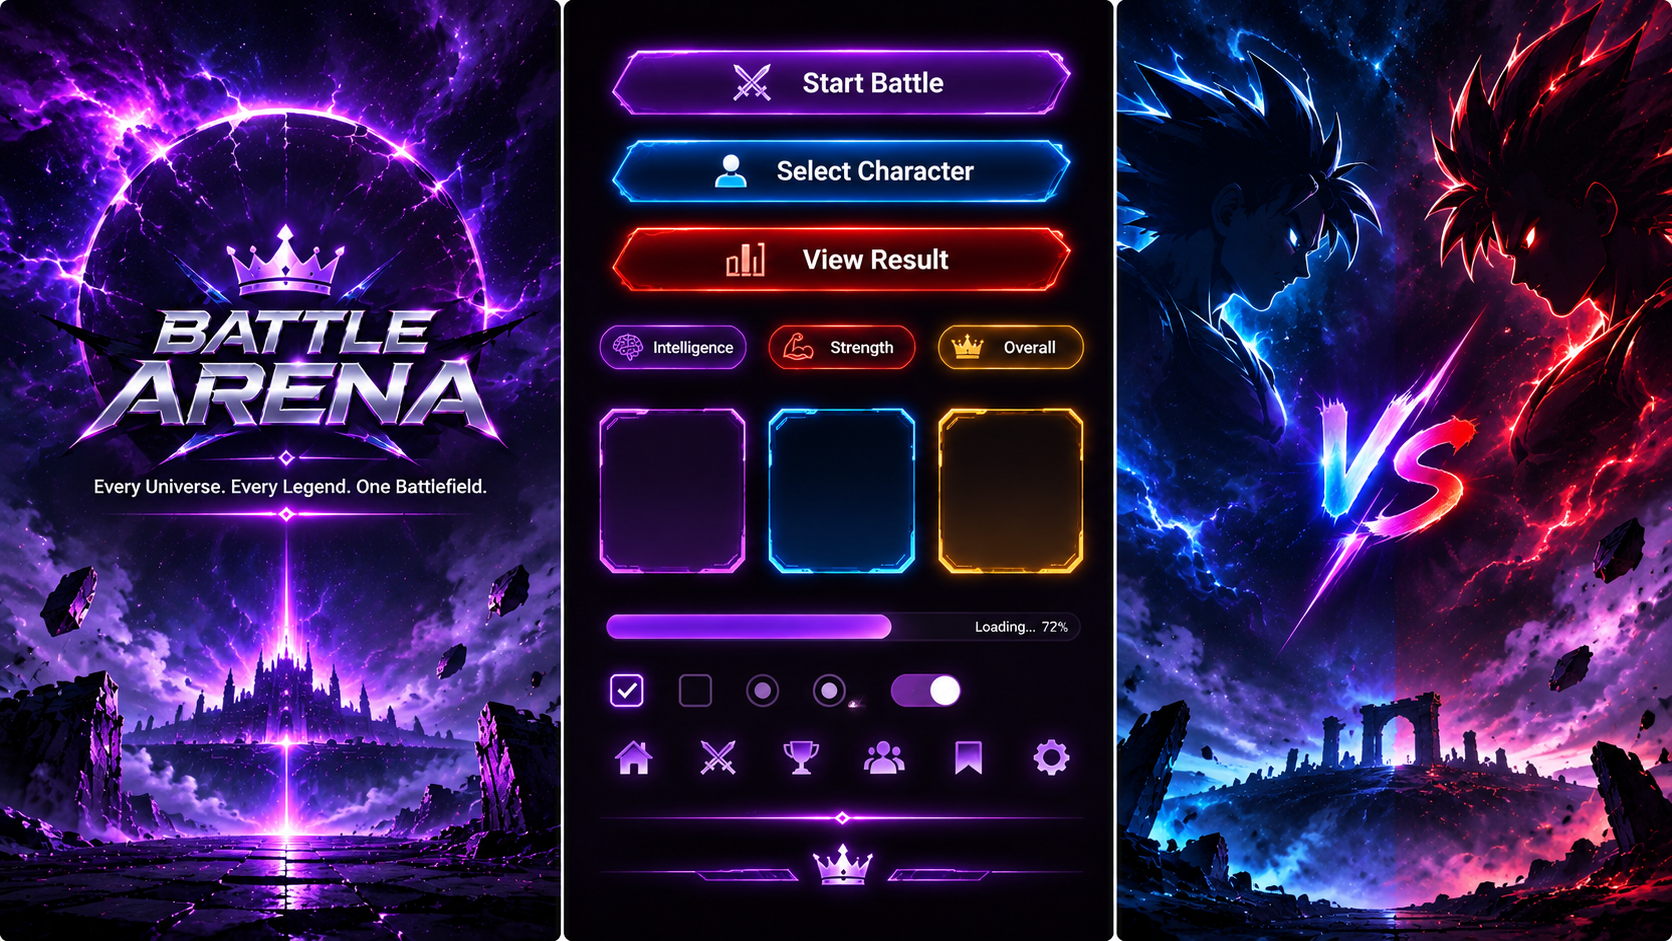 BATTLE
ARENA
Every Universe. Every Legend. One Battlefield.
Start Battle
Select Character
View Result
Intelligence
Strength
Overall
Loading... 72%
VS